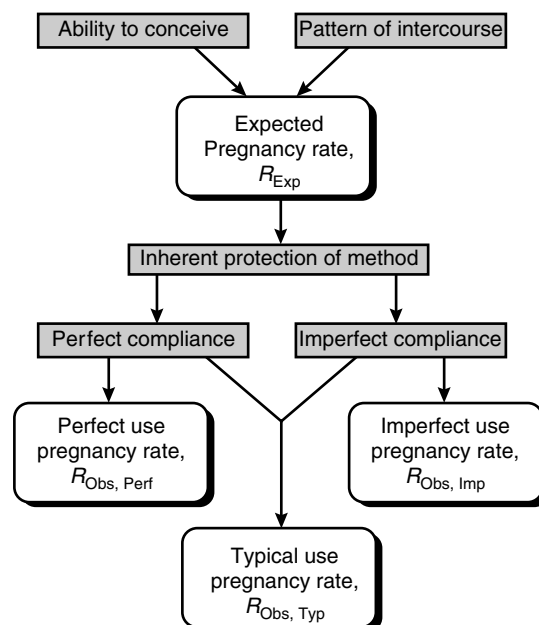 Ability to conceive
Pattern of intercourse
Expected
Pregnancy rate,
R_Exp
Inherent protection of method
Perfect compliance
Imperfect compliance
Perfect use
pregnancy rate,
R_Obs, Perf
Imperfect use
pregnancy rate,
R_Obs, Imp
Typical use
pregnancy rate,
R_Obs, Typ